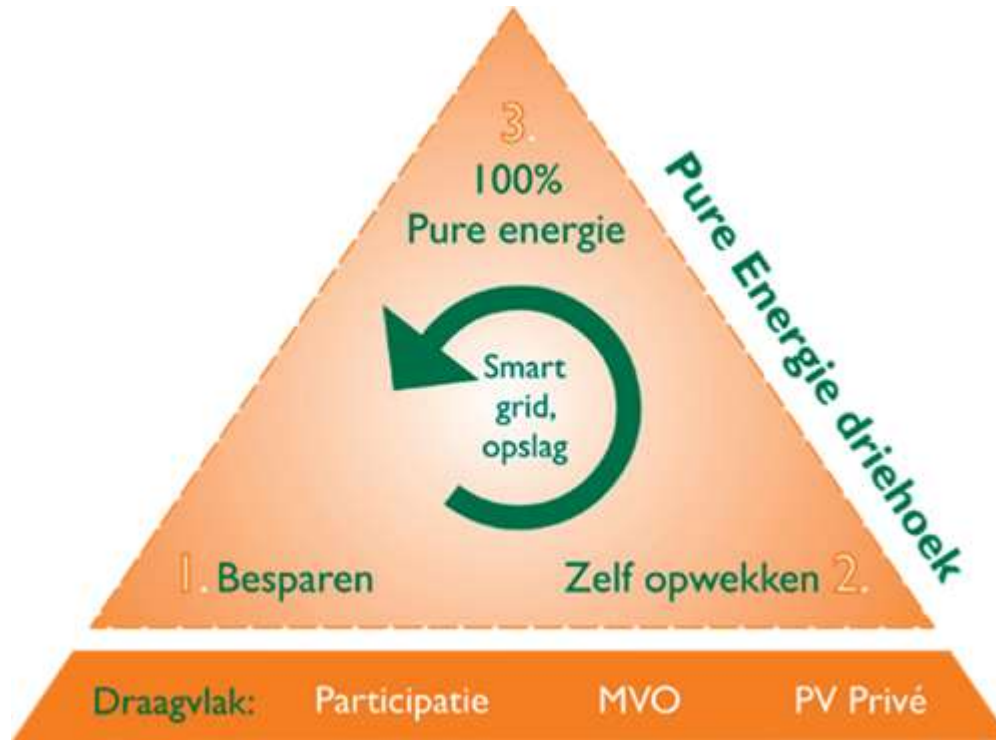 3.
100%
Pure energie
Pure Energie driehoek
Smart
grid,
opslag
1. Besparen
Zelf opwekken 2.
Draagvlak: Participatie MVO PV Privé